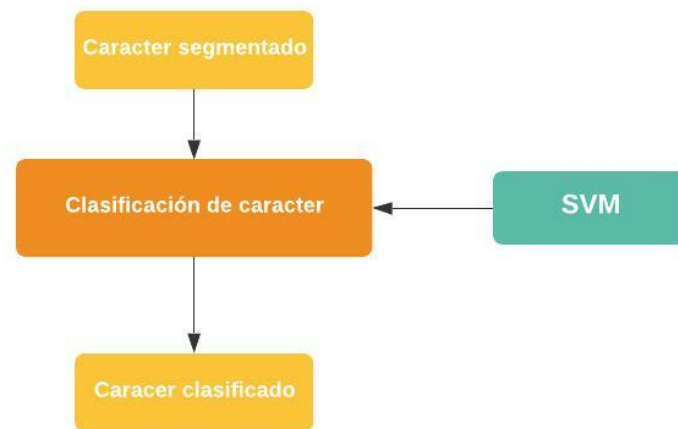 Caracter segmentado
Clasificación de caracter
SVM
Caracer clasificado